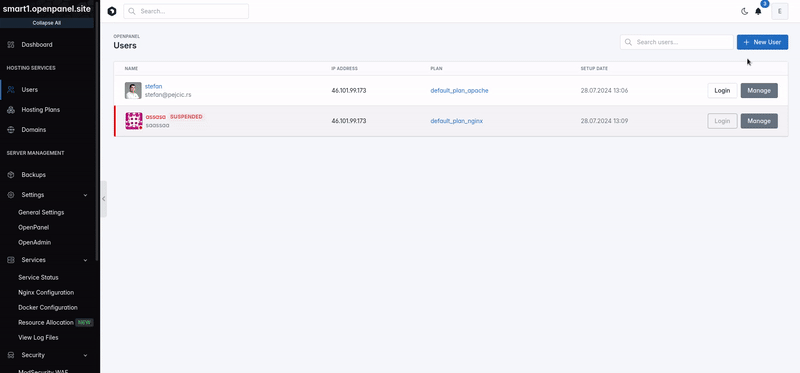 smart1.openpanel.site
Collapse All
Dashboard
HOSTING SERVICES
Users
Hosting Plans
Domains
SERVER MANAGEMENT
Backups
Settings
General Settings
OpenPanel
OpenAdmin
Services
Service Status
Nginx Configuration
Docker Configuration
Resource Allocation NEW
View Log Files
Security
ModSecurity WAF
Search...
3
E
OPENPANEL
Users
Search users...
+ New User
NAME IP ADDRESS PLAN SETUP DATE
stefan
stefan@pejcic.rs
46.101.99.173 default_plan_apache 28.07.2024 13:06 Login Manage
assasa SUSPENDED
saassaa
46.101.99.173 default_plan_nginx 28.07.2024 13:09 Login Manage